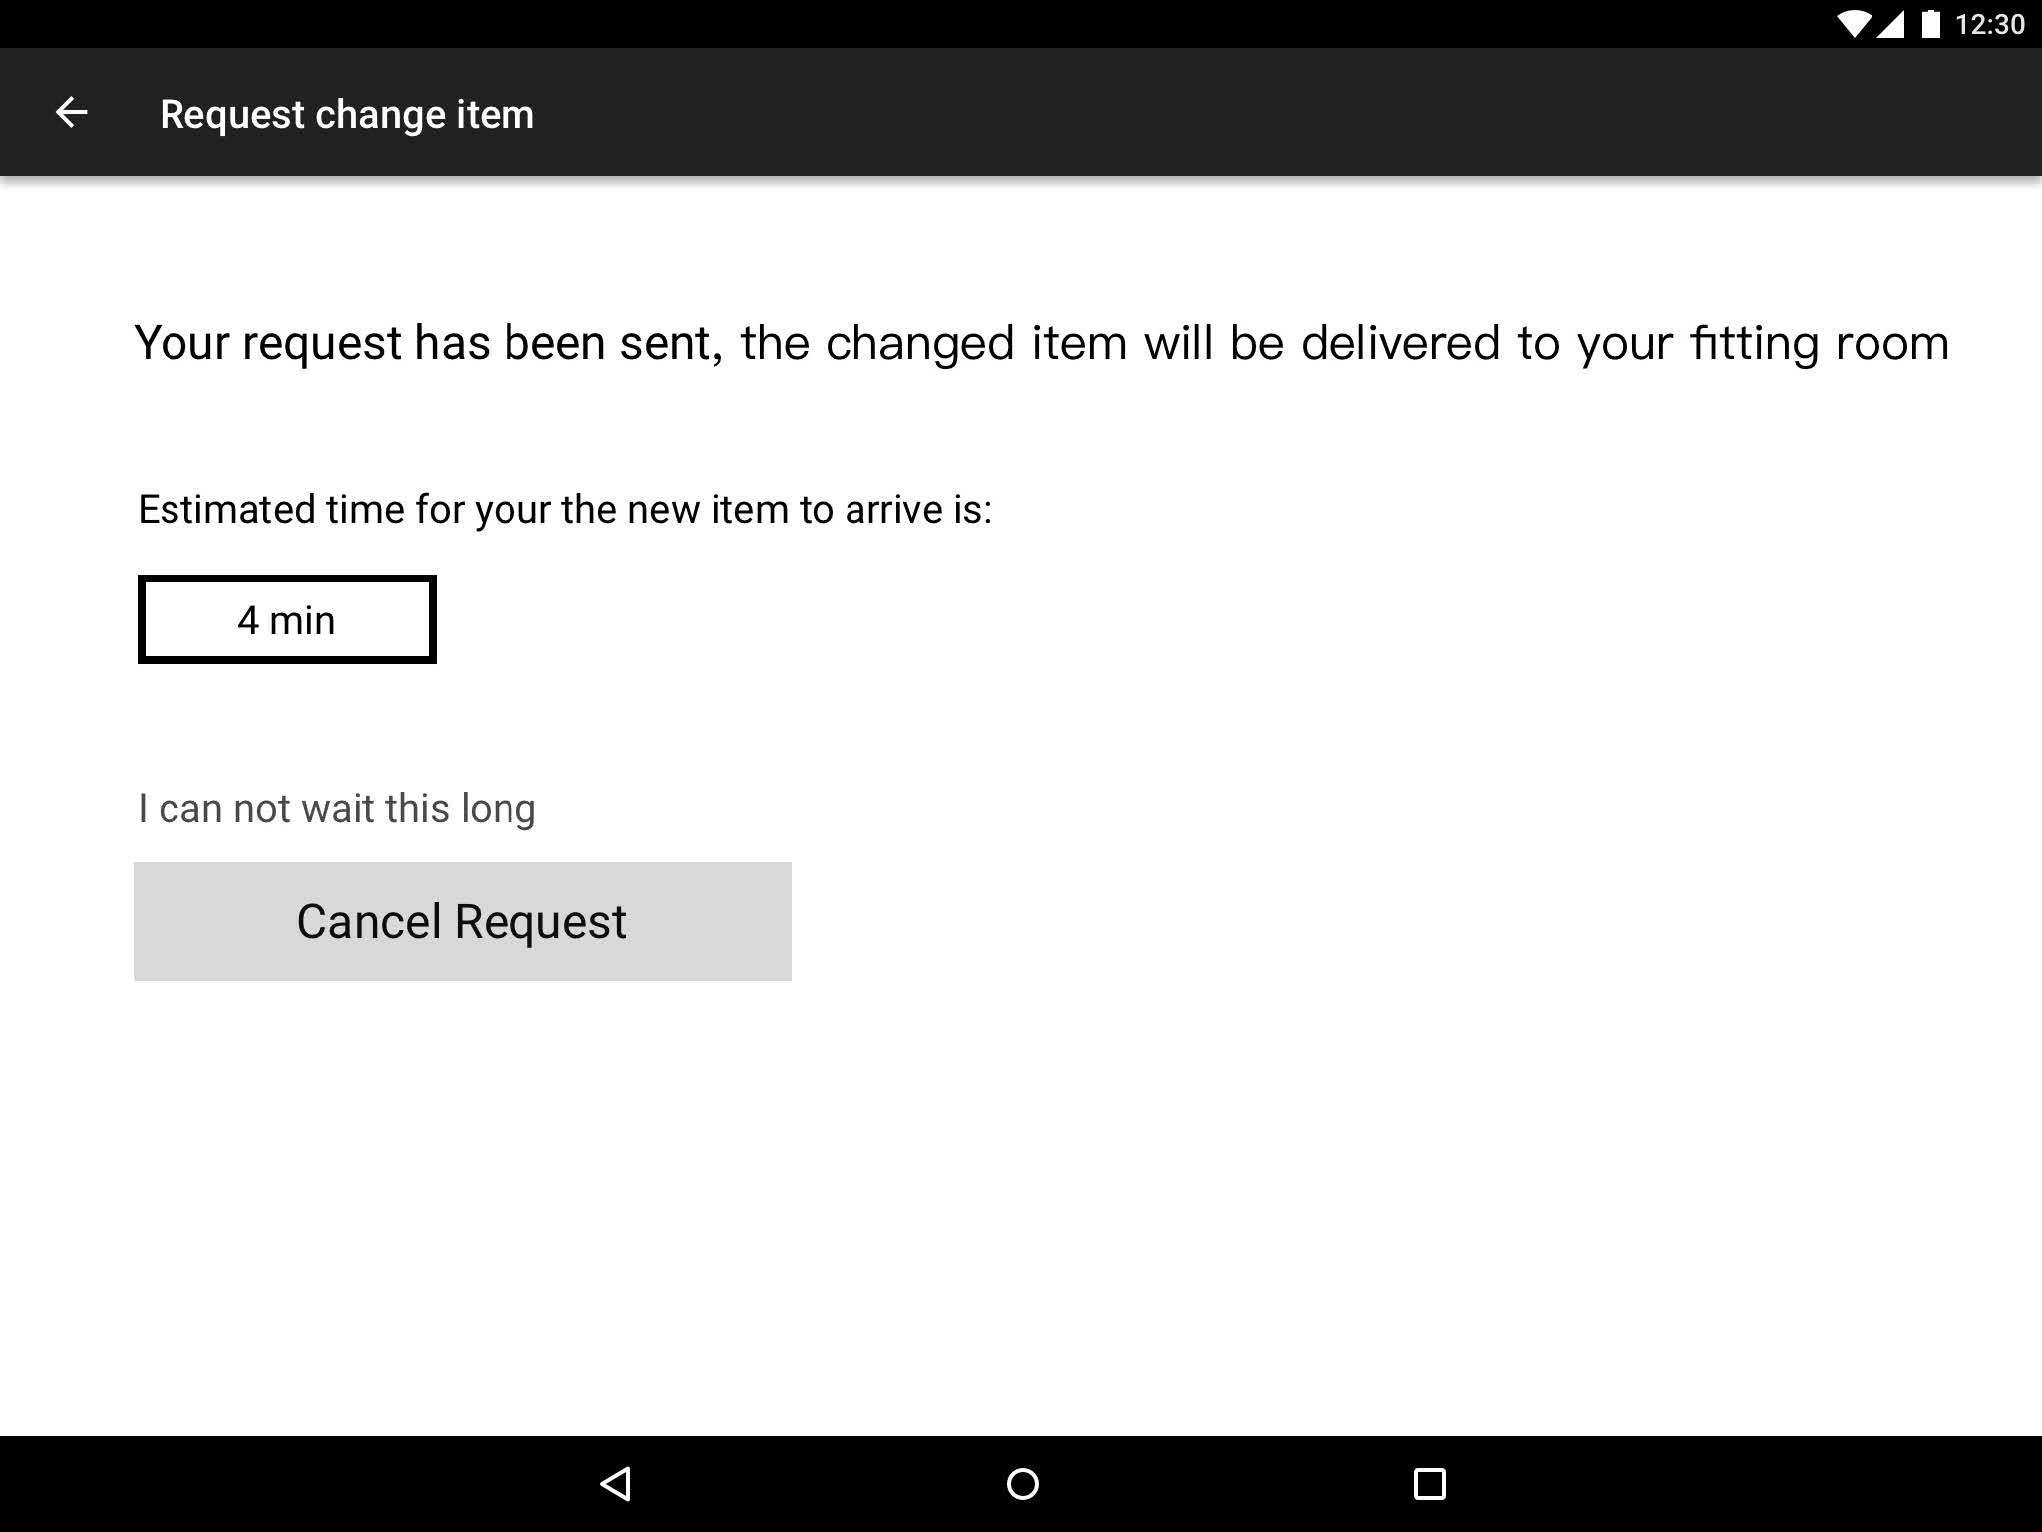 12:30
Request change item
Your request has been sent, the changed item will be delivered to your fitting room
Estimated time for your the new item to arrive is:
4 min
I can not wait this long
Cancel Request